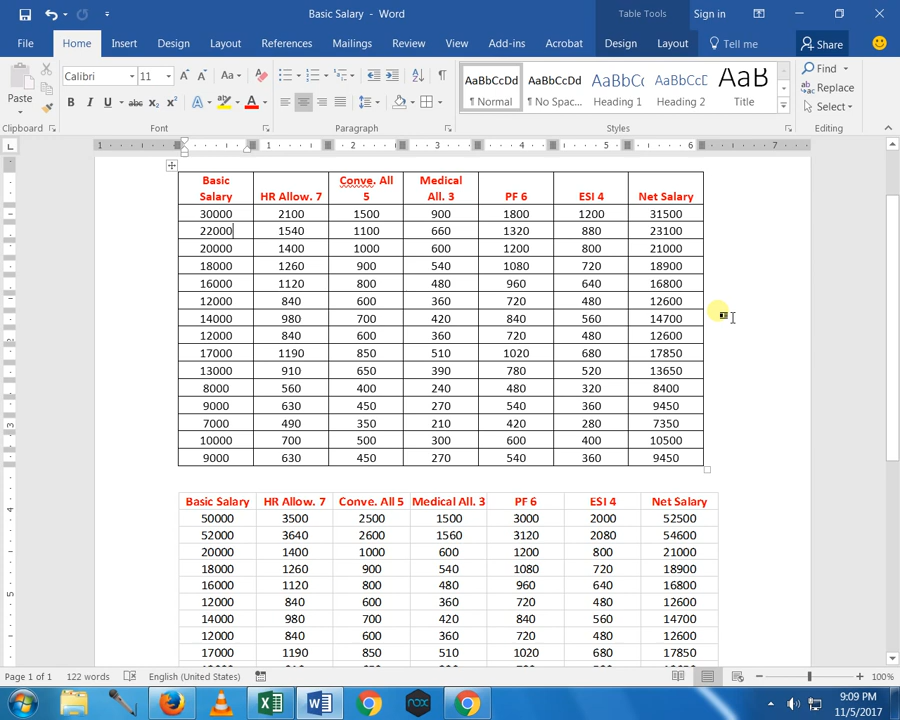 Basic Salary - Word
Table Tools
Sign in
File Home Insert Design Layout References Mailings Review View Add-ins Acrobat Design Layout Tell me Share
Paste
Calibri 11
Aa
AaBbCcDd AaBbCcDd AaBbCc AaBbCcD AaB
¶ Normal ¶ No Spac... Heading 1 Heading 2 Title
Find
Replace
Select
Clipboard Font Paragraph Styles Editing
1 1 2 3 4 5 6 7
Basic Salary HR Allow. 7 Conve. All 5 Medical All. 3 PF 6 ESI 4 Net Salary
30000 2100 1500 900 1800 1200 31500
22000 1540 1100 660 1320 880 23100
20000 1400 1000 600 1200 800 21000
18000 1260 900 540 1080 720 18900
16000 1120 800 480 960 640 16800
12000 840 600 360 720 480 12600
14000 980 700 420 840 560 14700
12000 840 600 360 720 480 12600
17000 1190 850 510 1020 680 17850
13000 910 650 390 780 520 13650
8000 560 400 240 480 320 8400
9000 630 450 270 540 360 9450
7000 490 350 210 420 280 7350
10000 700 500 300 600 400 10500
9000 630 450 270 540 360 9450
Basic Salary HR Allow. 7 Conve. All 5 Medical All. 3 PF 6 ESI 4 Net Salary
50000 3500 2500 1500 3000 2000 52500
52000 3640 2600 1560 3120 2080 54600
20000 1400 1000 600 1200 800 21000
18000 1260 900 540 1080 720 18900
16000 1120 800 480 960 640 16800
12000 840 600 360 720 480 12600
14000 980 700 420 840 560 14700
12000 840 600 360 720 480 12600
17000 1190 850 510 1020 680 17850
Page 1 of 1 122 words English (United States) 100%
9:09 PM
11/5/2017